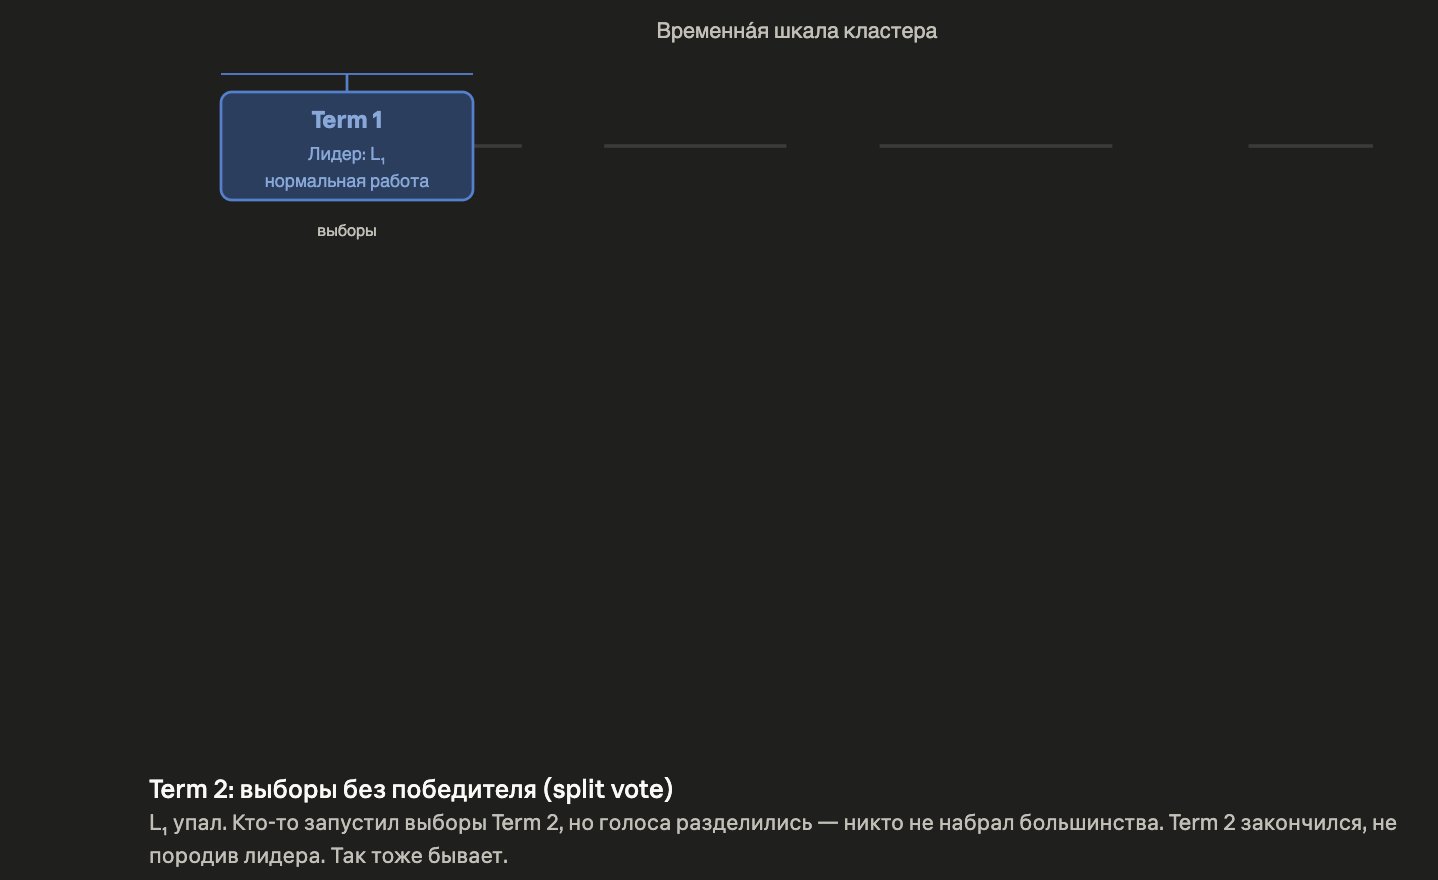 Временна́я шкала кластера
Term 1
Лидер: L₁
нормальная работа
выборы
Term 2: выборы без победителя (split vote)
L₁ упал. Кто-то запустил выборы Term 2, но голоса разделились — никто не набрал большинства. Term 2 закончился, не
породив лидера. Так тоже бывает.